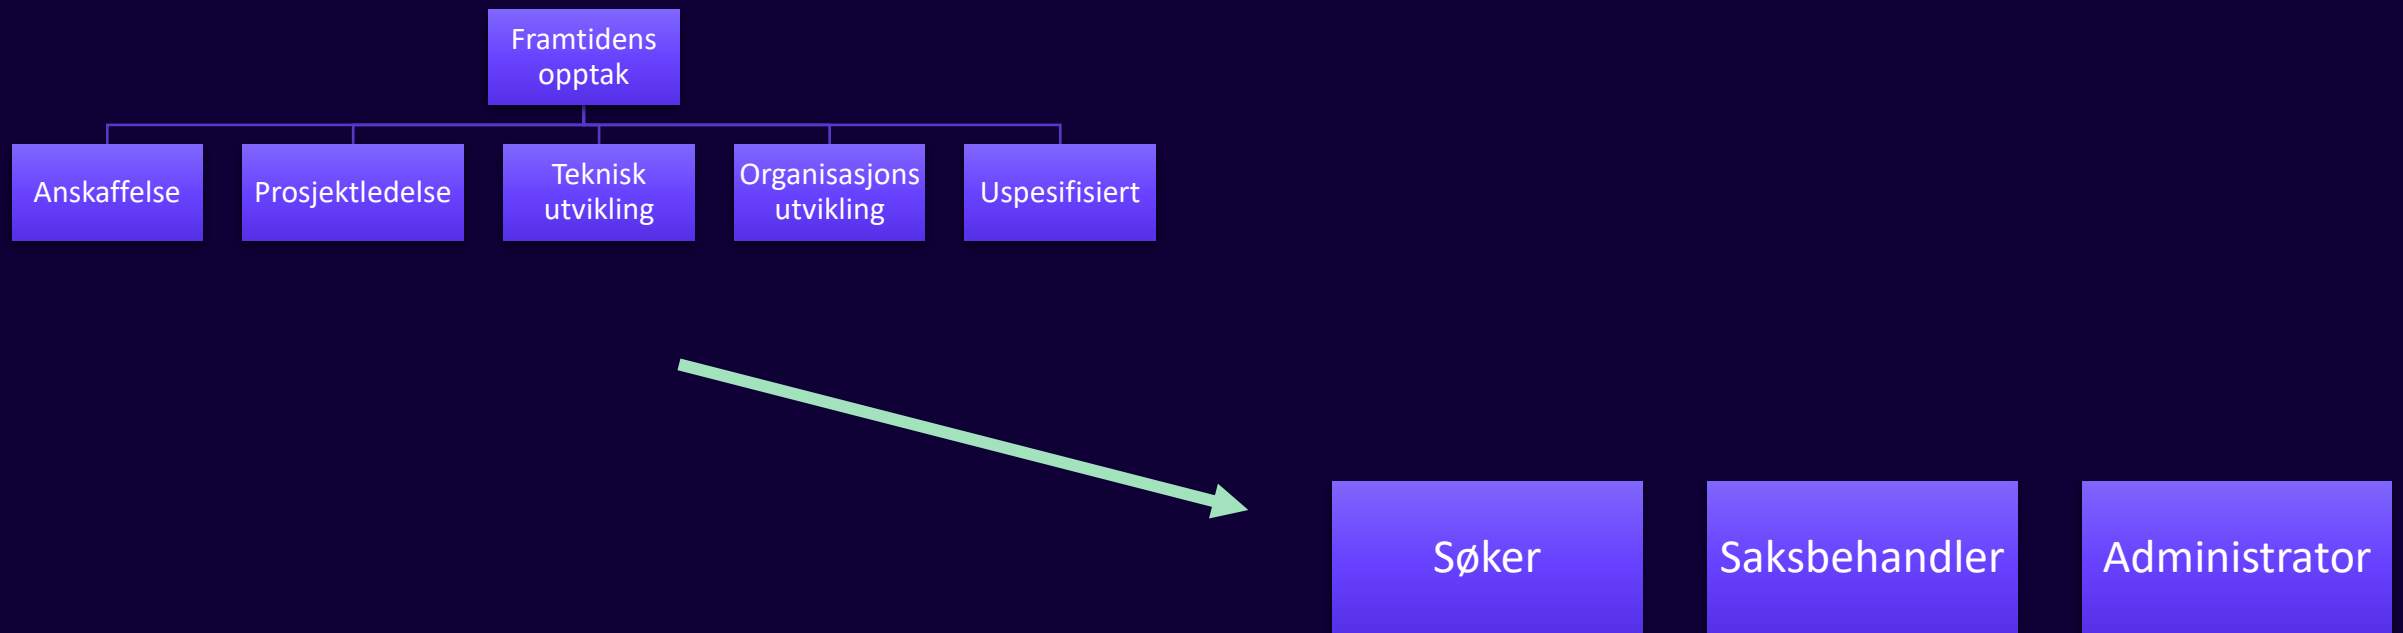 Framtidens
opptak
Anskaffelse
Prosjektledelse
Teknisk
utvikling
Organisasjons
utvikling
Uspesifisiert
Søker
Saksbehandler
Administrator